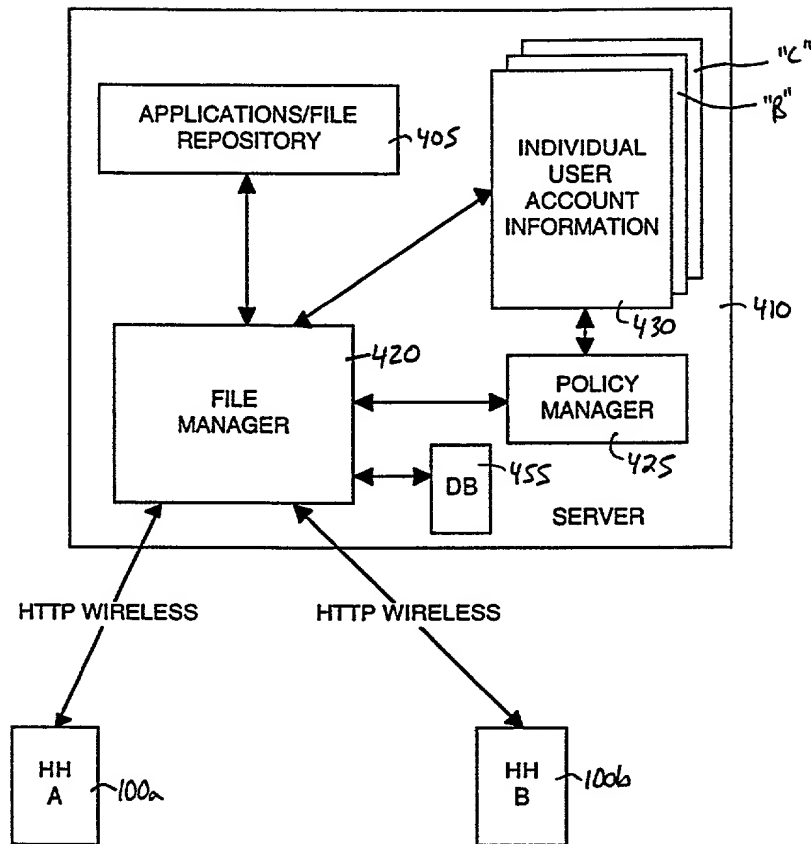 "C"
"B"
APPLICATIONS/FILE
REPOSITORY
405
INDIVIDUAL
USER
ACCOUNT
INFORMATION
430
410
420
FILE
MANAGER
POLICY
MANAGER
425
455
DB
SERVER
HTTP WIRELESS
HTTP WIRELESS
HH
A
100a
HH
B
100b